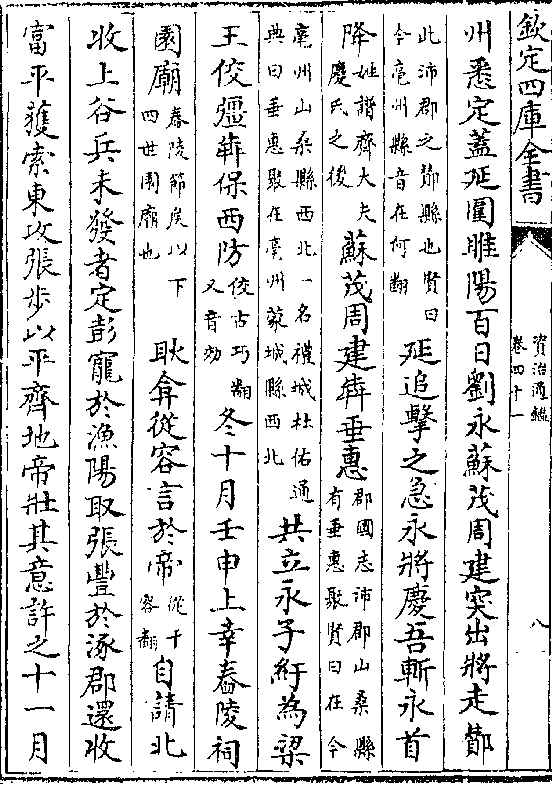 欽定四庫全書
資治通鑑
卷四十一
八
州悉定蓋延圍睢陽百日劉永蘇茂周建突出將走酇
此沛郡之酇縣也賢曰
今亳州縣音在何翻
延追擊之急永將慶吾斬永首
降
姓譜齊大夫
慶氏之後
蘇茂周建犇垂惠
郡國志沛郡山桑縣
有垂惠聚賢曰在今
亳州山桑縣西北一名禮城杜佑通
典曰垂惠聚在亳州蒙城縣西北
共立永子紆為梁
王佼彊犇保西防
佼古巧翻
又音効
冬十月壬申上幸舂陵祠
園廟
舂陵節侯以下
四世園廟也
耿弇從容言於帝
從千
容翻
自請北
收上谷兵未發者定彭寵於漁陽取張豐於涿郡還收
富平獲索東攻張步以平齊地帝壯其意許之十一月